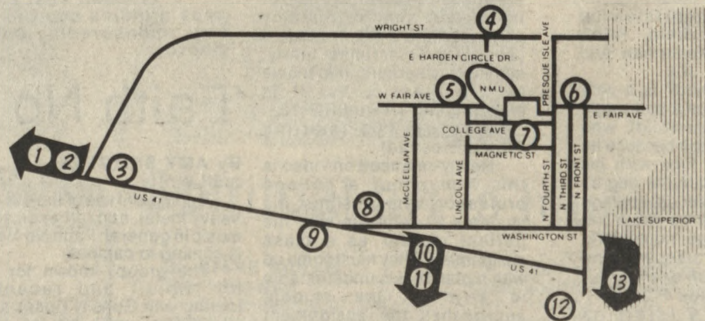 4
WRIGHT ST
E HARDEN CIRCLE DR
PRESQUE ISLE AVE
NMU
5
6
W FAIR AVE
E FAIR AVE
COLLEGE AVE
7
MAGNETIC ST
1
2
3
McCLELLAN AVE
LINCOLN AVE
N FOURTH ST
N THIRD ST
N FRONT ST
US 41
8
LAKE SUPERIOR
9
WASHINGTON ST
10
11
US 41
12
13